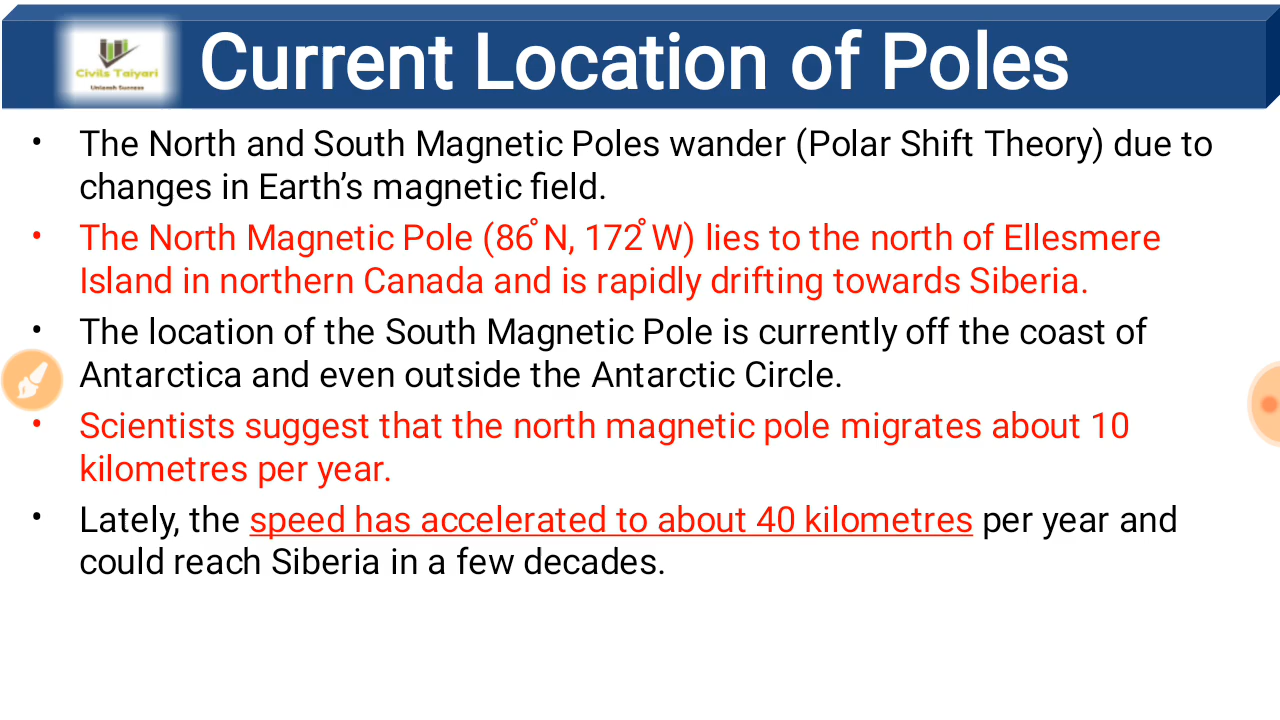 Civils Taiyari
Unleash Success
Current Location of Poles
• The North and South Magnetic Poles wander (Polar Shift Theory) due to
changes in Earth’s magnetic field.
• The North Magnetic Pole (86° N, 172° W) lies to the north of Ellesmere
Island in northern Canada and is rapidly drifting towards Siberia.
• The location of the South Magnetic Pole is currently off the coast of
Antarctica and even outside the Antarctic Circle.
• Scientists suggest that the north magnetic pole migrates about 10
kilometres per year.
• Lately, the speed has accelerated to about 40 kilometres per year and
could reach Siberia in a few decades.